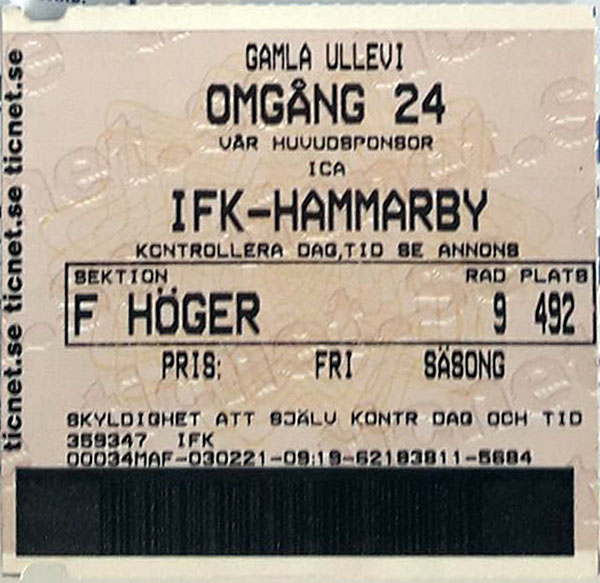 GAMLA ULLEVI
OMGÅNG 24
VÅR HUVUDSPONSOR
ICA
IFK-HAMMARBY
KONTROLLERA DAG,TID SE ANNONS
SEKTION RAD PLATS
F HÖGER 9 492
PRIS: FRI SÄSONG
SKYLDIGHET ATT SJÄLV KONTR DAG OCH TID
359347 IFK
00034MAF-030221-09:19-62193811-5684
ticnet.se ticnet.se ticnet.se